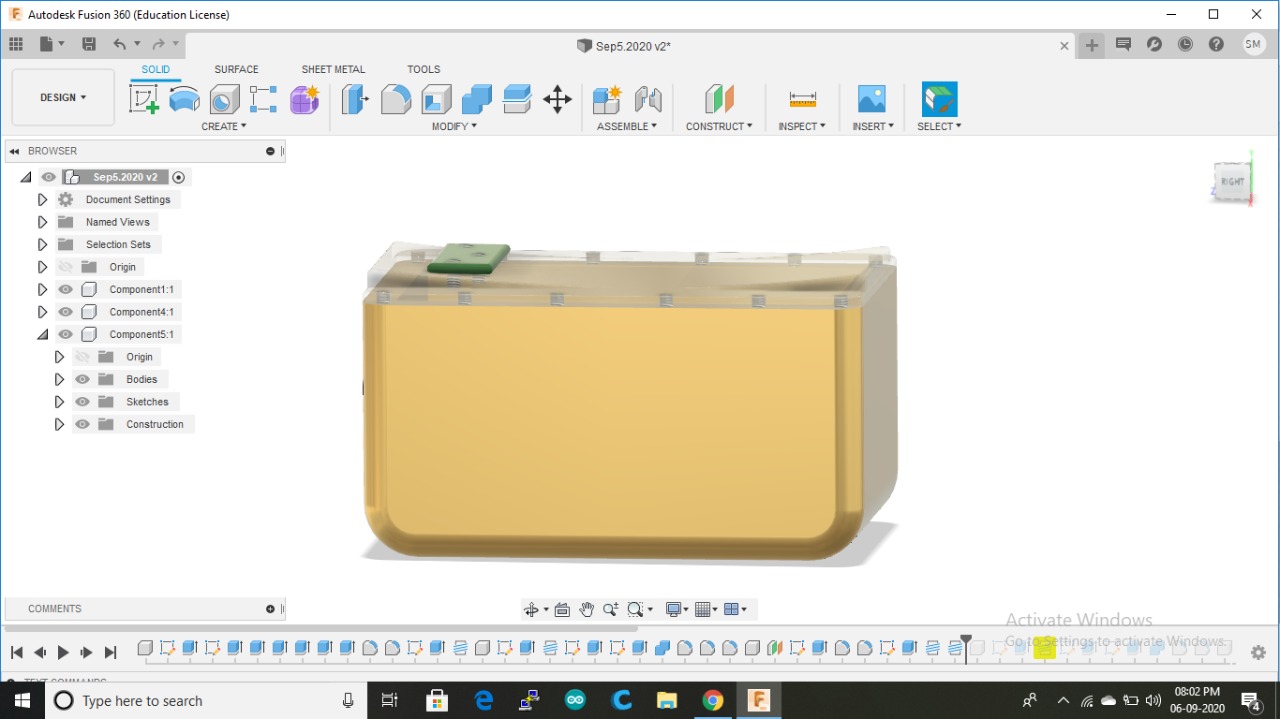 Autodesk Fusion 360 (Education License)
Sep5.2020 v2*
SM
SOLID SURFACE SHEET METAL TOOLS
DESIGN
CREATE MODIFY ASSEMBLE CONSTRUCT INSPECT INSERT SELECT
BROWSER
RIGHT
Sep5.2020 v2
Document Settings
Named Views
Selection Sets
Origin
Component1:1
Component4:1
Component5:1
Origin
Bodies
Sketches
Construction
COMMENTS
Activate Windows
Go to Settings to activate Windows.
TEXT COMMANDS
Type here to search
08:02 PM
06-09-2020
4